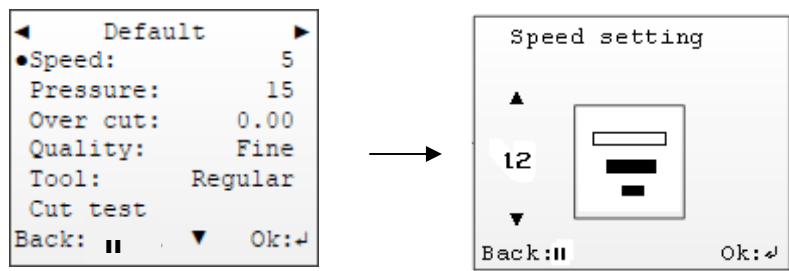 ◄ Default ►
●Speed: 5
Pressure: 15
Over cut: 0.00
Quality: Fine
Tool: Regular
Cut test
Back: ▼ Ok:↵
Speed setting
▲
12
▼
Back: Ok:↵